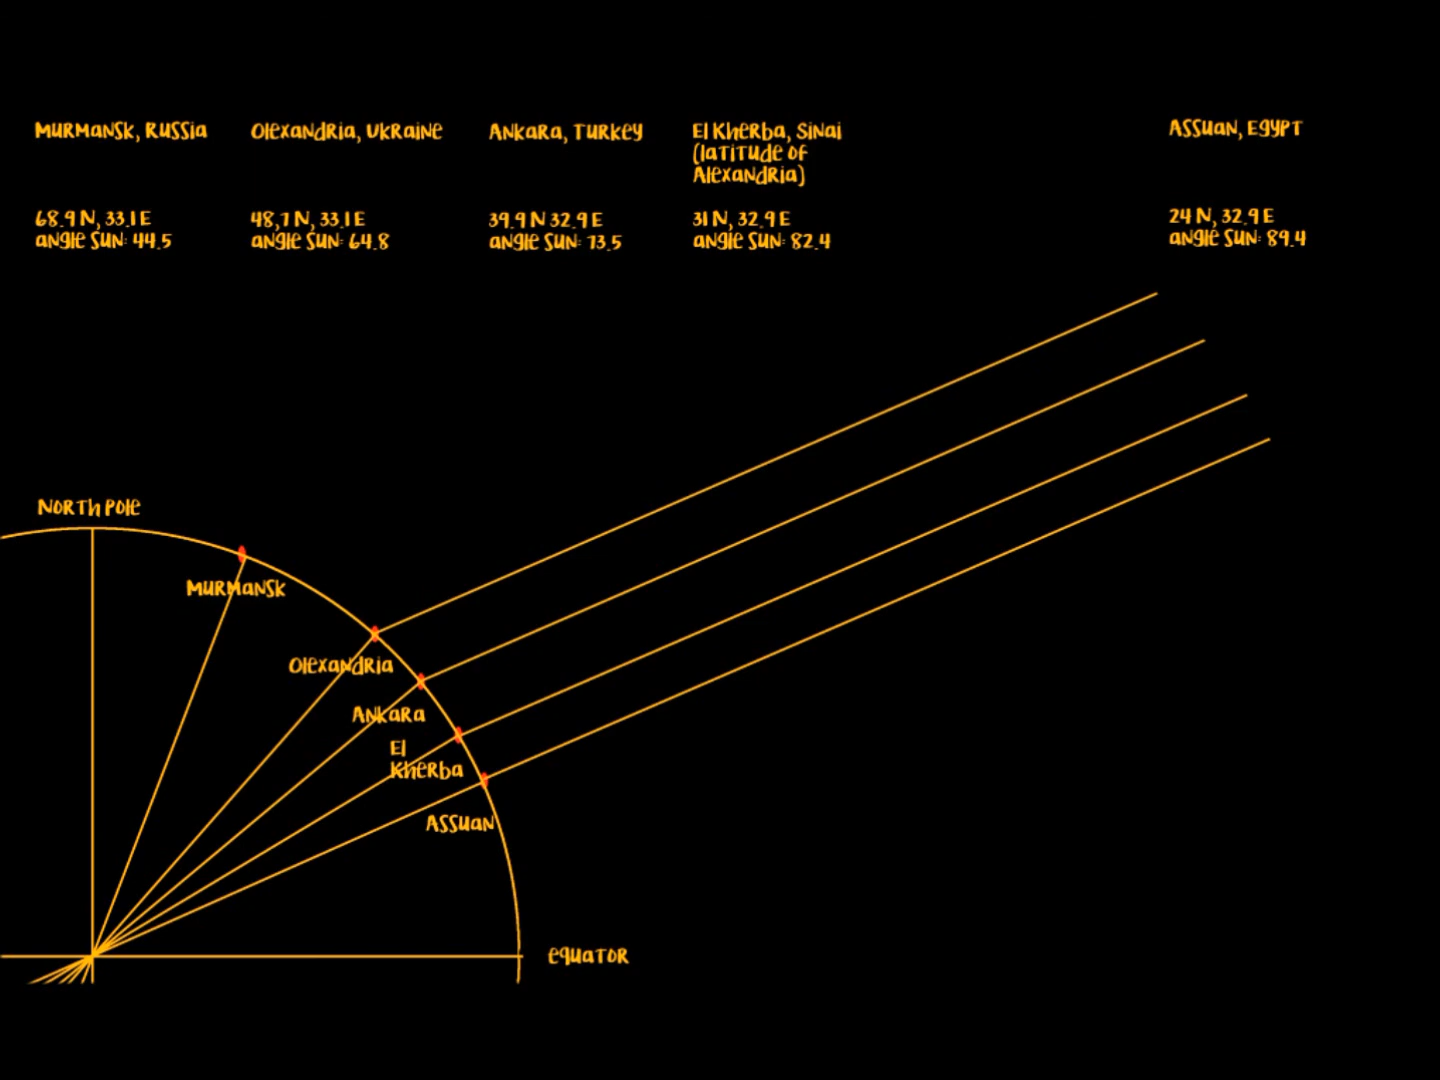 Murmansk, Russia
68.9 N, 33.1 E
angle sun: 44.5
Olexandria, Ukraine
48,7 N, 33.1 E
angle sun: 64.8
Ankara, Turkey
39.9 N 32.9 E
angle sun: 73.5
El Kherba, Sinai
(latitude of
Alexandria)
31 N, 32.9 E
angle sun: 82.4
Assuan, Egypt
24 N, 32.9 E
angle sun: 89.4
North Pole
Murmansk
Olexandria
Ankara
El
Kherba
Assuan
equator